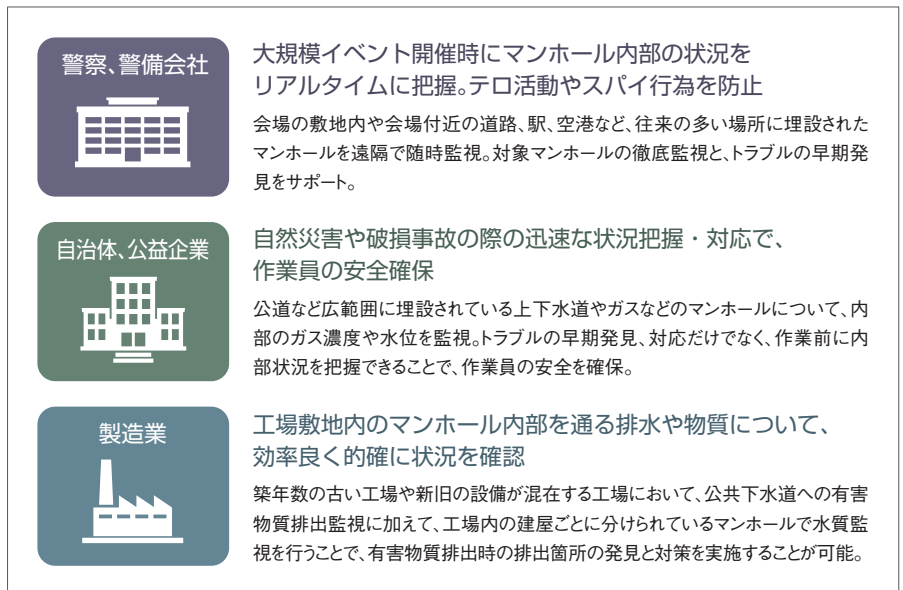 警察、警備会社
大規模イベント開催時にマンホール内部の状況を
リアルタイムに把握。テロ活動やスパイ行為を防止
会場の敷地内や会場付近の道路、駅、空港など、往来の多い場所に埋設された
マンホールを遠隔で随時監視。対象マンホールの徹底監視と、トラブルの早期発
見をサポート。
自治体、公益企業
自然災害や破損事故の際の迅速な状況把握・対応で、
作業員の安全確保
公道など広範囲に埋設されている上下水道やガスなどのマンホールについて、内
部のガス濃度や水位を監視。トラブルの早期発見、対応だけでなく、作業前に内
部状況を把握できることで、作業員の安全を確保。
製造業
工場敷地内のマンホール内部を通る排水や物質について、
効率良く的確に状況を確認
築年数の古い工場や新旧の設備が混在する工場において、公共下水道への有害
物質排出監視に加えて、工場内の建屋ごとに分けられているマンホールで水質監
視を行うことで、有害物質排出時の排出箇所の発見と対策を実施することが可能。